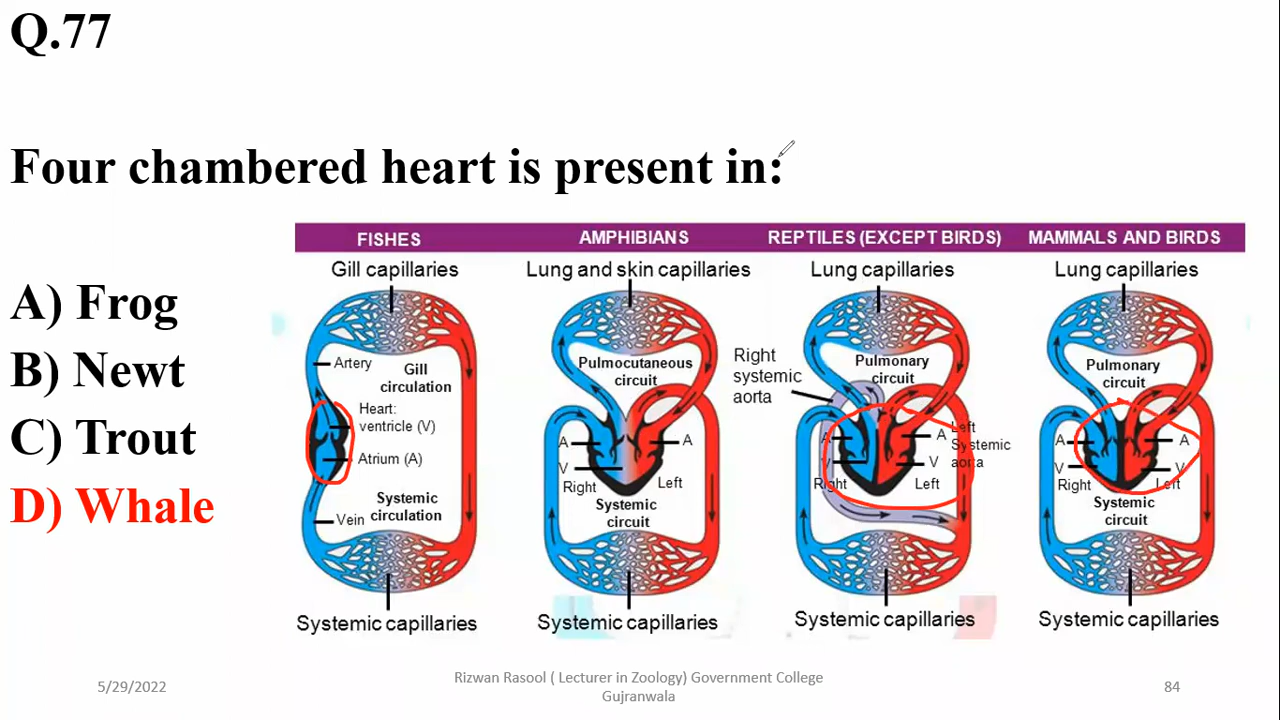 Q.77
Four chambered heart is present in:
A) Frog
B) Newt
C) Trout
D) Whale
FISHES
AMPHIBIANS
REPTILES (EXCEPT BIRDS)
MAMMALS AND BIRDS
Gill capillaries
Artery
Gill
circulation
Heart:
ventricle (V)
Atrium (A)
Systemic
circulation
Vein
Systemic capillaries
Lung and skin capillaries
Pulmocutaneous
circuit
A
A
V
Right
Left
Systemic
circuit
Systemic capillaries
Lung capillaries
Right
systemic
aorta
Pulmonary
circuit
A
A
Left
Systemic
aorta
V
V
Right
Left
Systemic capillaries
Lung capillaries
Pulmonary
circuit
A
A
V
V
Right
Left
Systemic
circuit
Systemic capillaries
5/29/2022
Rizwan Rasool ( Lecturer in Zoology) Government College
Gujranwala
84